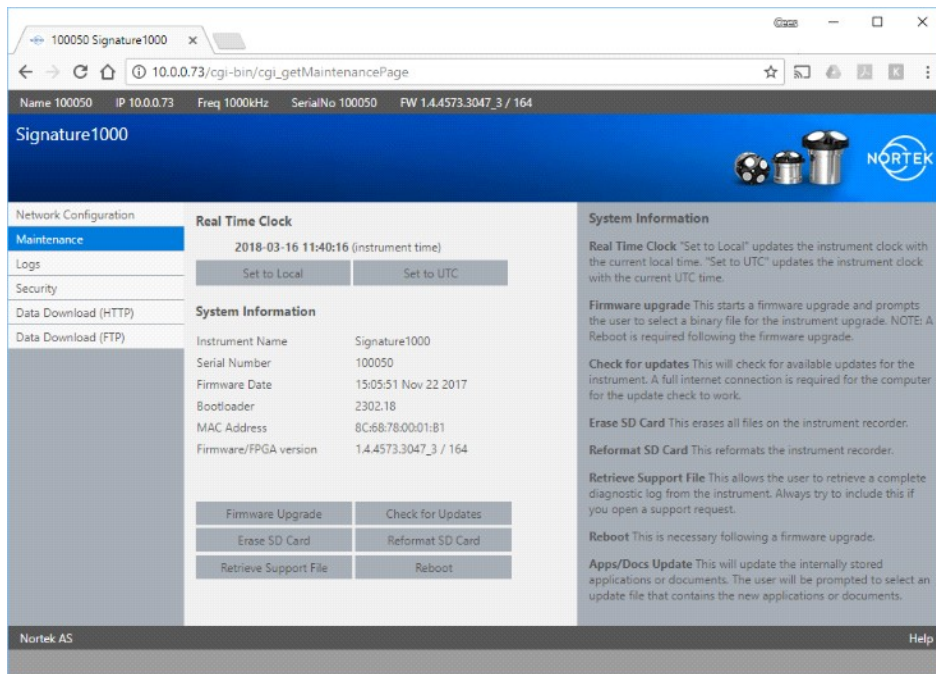 100050 Signature1000
10.0.0.73/cgi-bin/cgi_getMaintenancePage
Name 100050 IP 10.0.0.73 Freq 1000kHz SerialNo 100050 FW 1.4.4573.3047_3 / 164
Signature1000
NORTEK
Network Configuration
Maintenance
Logs
Security
Data Download (HTTP)
Data Download (FTP)
Real Time Clock
2018-03-16 11:40:16 (instrument time)
Set to Local Set to UTC
System Information
Instrument Name Signature1000
Serial Number 100050
Firmware Date 15:05:51 Nov 22 2017
Bootloader 2302.18
MAC Address 8C:68:78:00:01:B1
Firmware/FPGA version 1.4.4573.3047_3 / 164
Firmware Upgrade Check for Updates
Erase SD Card Reformat SD Card
Retrieve Support File Reboot
System Information
Real Time Clock "Set to Local" updates the instrument clock with
the current local time. "Set to UTC" updates the instrument clock
with the current UTC time.
Firmware upgrade This starts a firmware upgrade and prompts
the user to select a binary file for the instrument upgrade. NOTE: A
Reboot is required following the firmware upgrade.
Check for updates This will check for available updates for the
instrument. A full internet connection is required for the computer
for the update check to work.
Erase SD Card This erases all files on the instrument recorder.
Reformat SD Card This reformats the instrument recorder.
Retrieve Support File This allows the user to retrieve a complete
diagnostic log from the instrument. Always try to include this if
you open a support request.
Reboot This is necessary following a firmware upgrade.
Apps/Docs Update This will update the internally stored
applications or documents. The user will be prompted to select an
update file that contains the new applications or documents.
Nortek AS Help